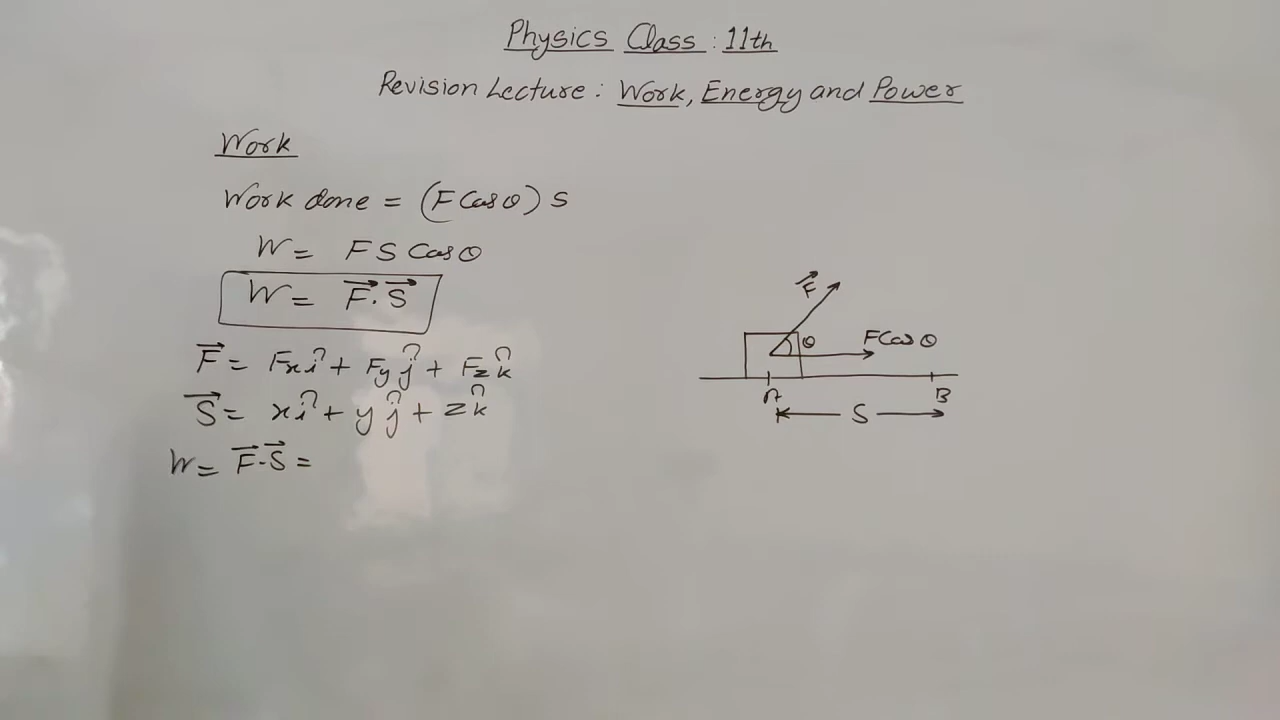 Physics Class : 11th
Revision Lecture : Work, Energy and Power
Work
Work done = (F Cos θ) S
W = F S Cos θ
W = F⃗ . S⃗
F⃗ = Fx î + Fy ĵ + Fz k̂
S⃗ = x î + y ĵ + z k̂
W = F⃗ . S⃗ =
F⃗
θ
F Cos θ
A B
S